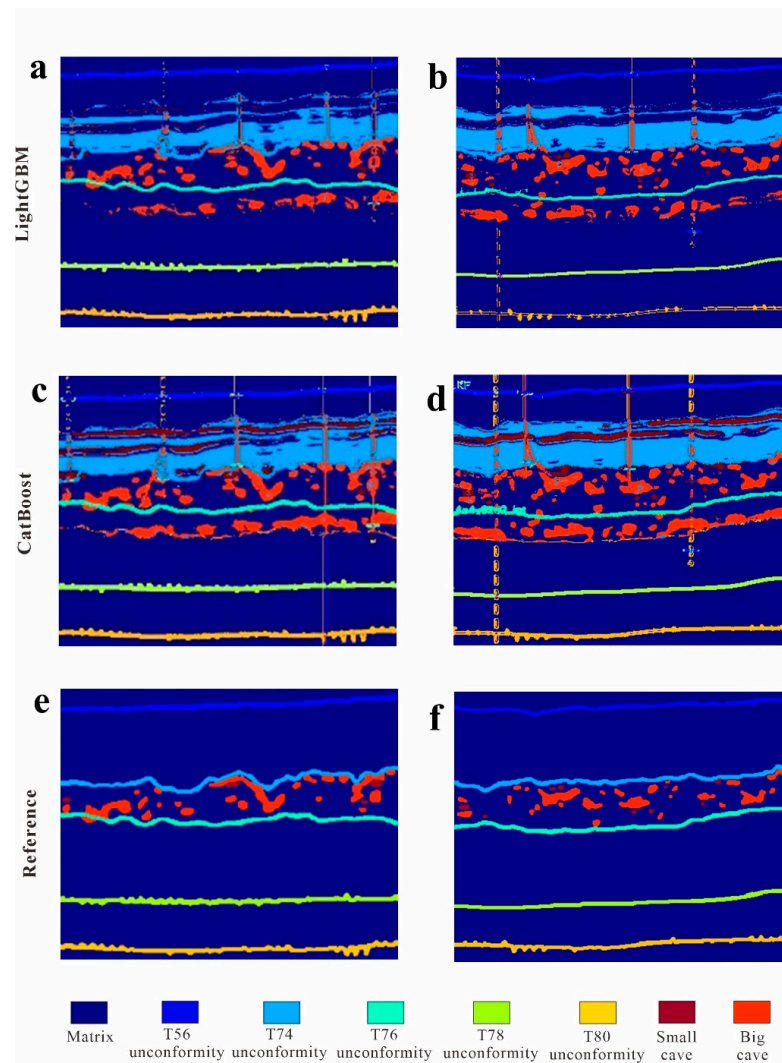 a
b
LightGBM
c
d
CatBoost
e
f
Reference
Matrix
T56
unconformity
T74
unconformity
T76
unconformity
T78
unconformity
T80
unconformity
Small
cave
Big
cave